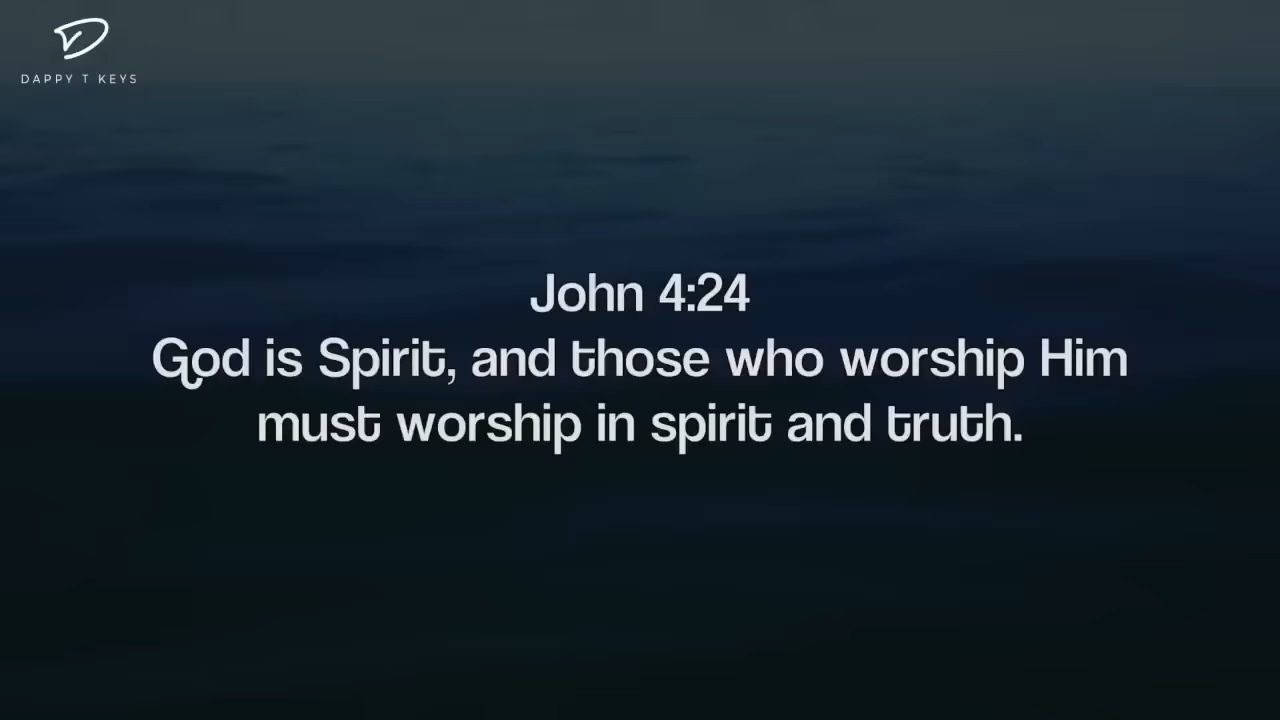 DAPPY T KEYS
John 4:24
God is Spirit, and those who worship Him
must worship in spirit and truth.